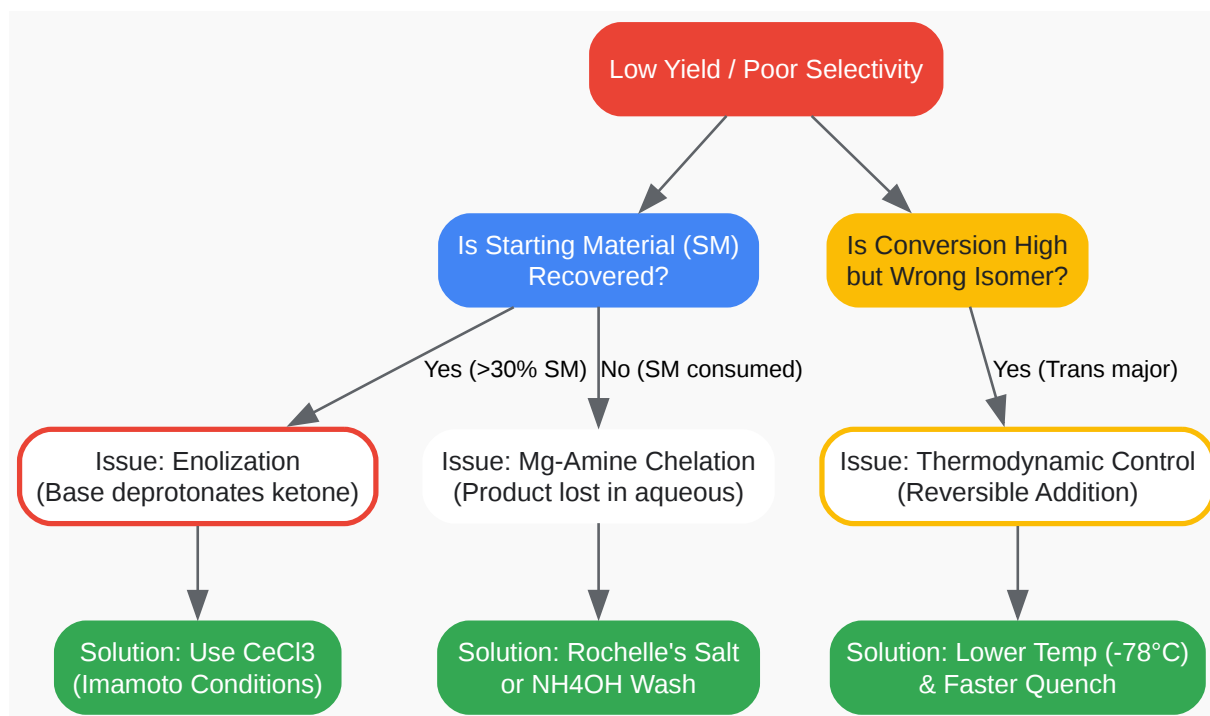 Low Yield / Poor Selectivity
Is Starting Material (SM)
Recovered?
Is Conversion High
but Wrong Isomer?
Yes (>30% SM)
No (SM consumed)
Yes (Trans major)
Issue: Enolization
(Base deprotonates ketone)
Issue: Mg-Amine Chelation
(Product lost in aqueous)
Issue: Thermodynamic Control
(Reversible Addition)
Solution: Use CeCl3
(Imamoto Conditions)
Solution: Rochelle's Salt
or NH4OH Wash
Solution: Lower Temp (-78°C)
& Faster Quench